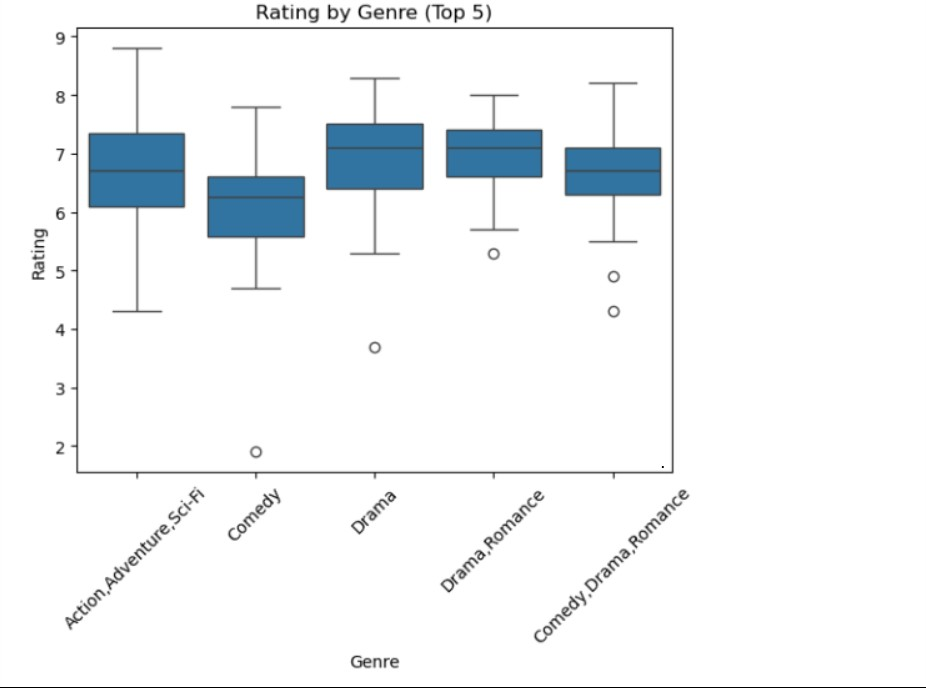 Rating by Genre (Top 5)
9
8
7
6
5
4
3
2
Rating
Action,Adventure,Sci-Fi
Comedy
Drama
Drama,Romance
Comedy,Drama,Romance
Genre